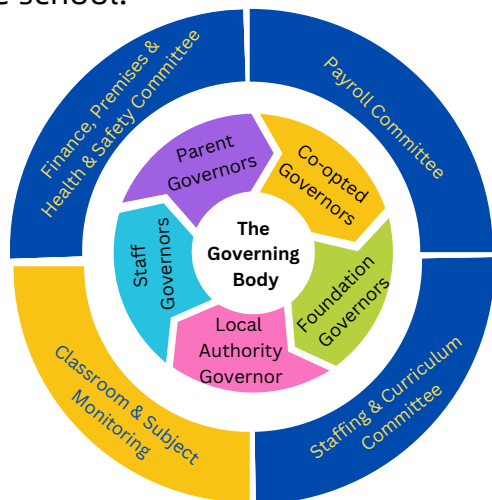 school.
Finance, Premises &
Health & Safety Committee
Payroll Committee
Parent
Governors
Co-opted
Governors
Staff
Governors
The
Governing
Body
Foundation
Governors
Local
Authority
Governor
Classroom & Subject
Monitoring
Staffing & Curriculum
Committee